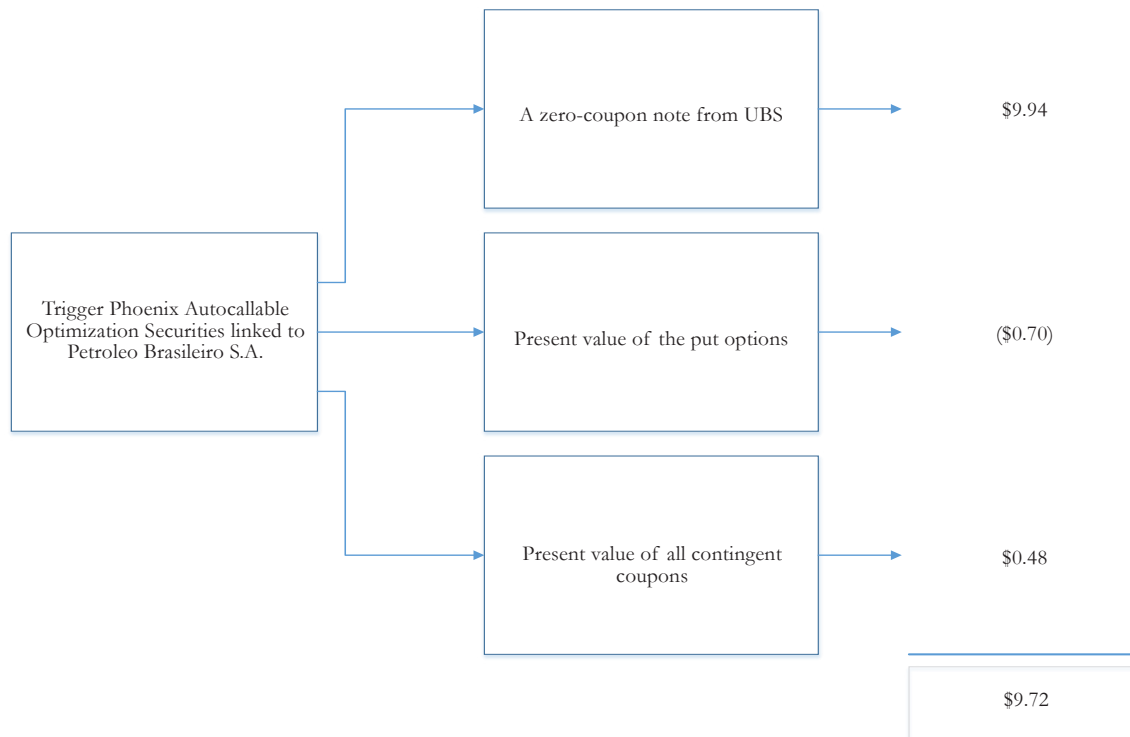 A zero-coupon note from UBS
$9.94
Trigger Phoenix Autocallable
Optimization Securities linked to
Petroleo Brasileiro S.A.
Present value of the put options
($0.70)
Present value of all contingent
coupons
$0.48
$9.72